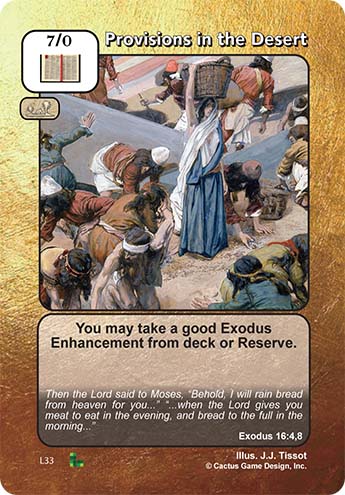 7/0
Provisions in the Desert
You may take a good Exodus
Enhancement from deck or Reserve.
Then the Lord said to Moses, “Behold, I will rain bread
from heaven for you...” “...when the Lord gives you
meat to eat in the evening, and bread to the full in the
morning...”
Exodus 16:4,8
Illus. J.J. Tissot
L33
© Cactus Game Design, Inc.